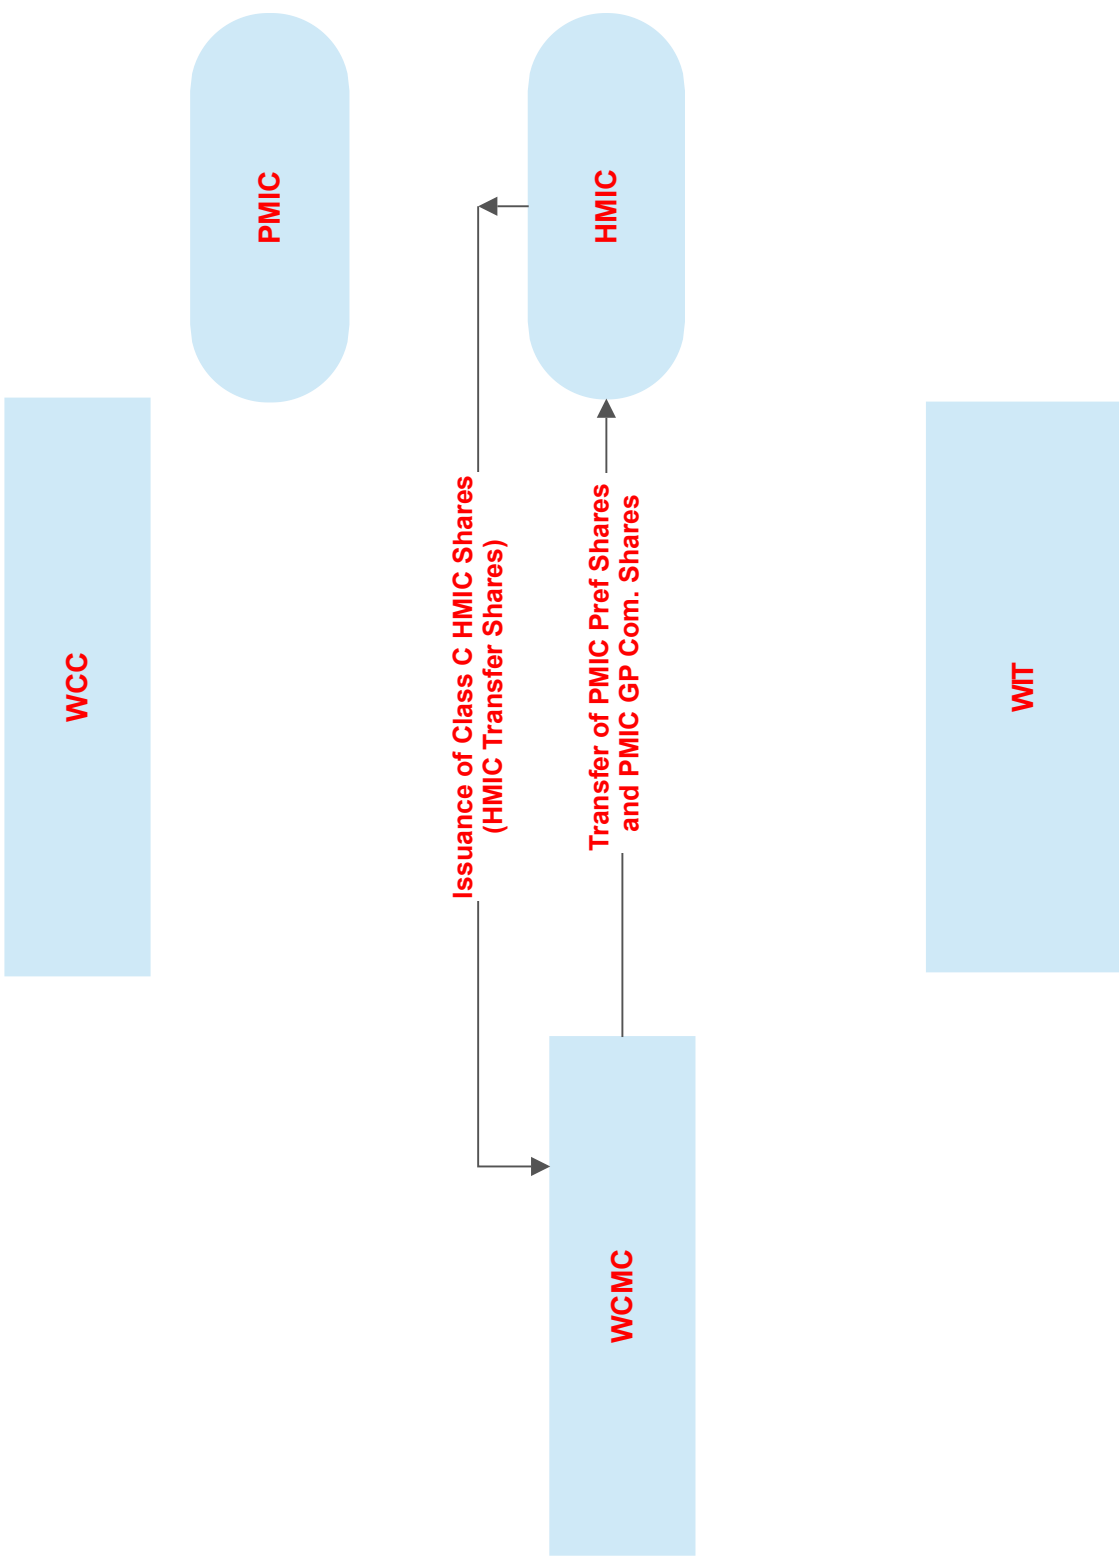 WCC
PMIC
Issuance of Class C HMIC Shares
(HMIC Transfer Shares)
HMIC
Transfer of PMIC Pref Shares
and PMIC GP Com. Shares
WCMC
WIT